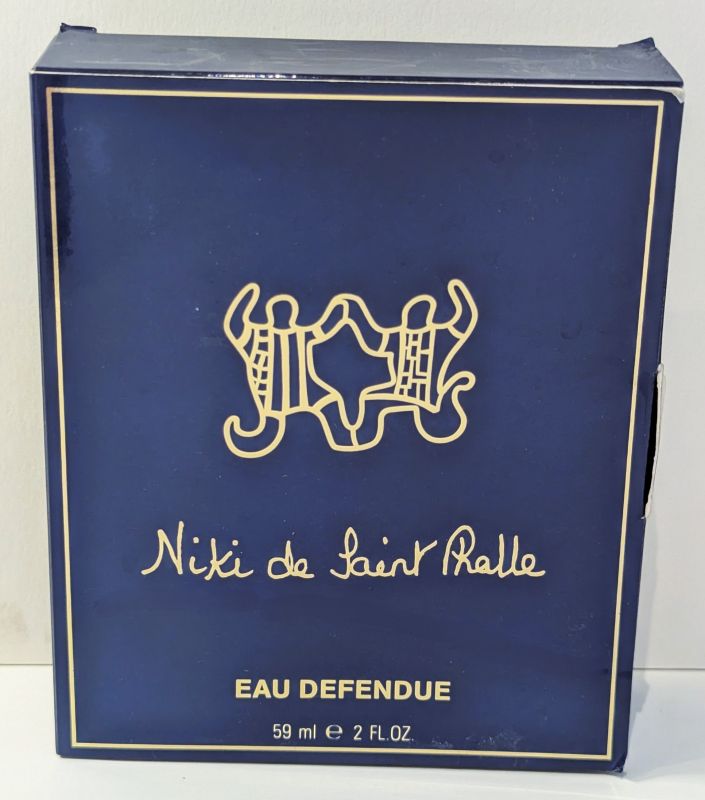 Niki de Saint Phalle
EAU DEFENDUE
59 ml ℮ 2 FL.OZ.